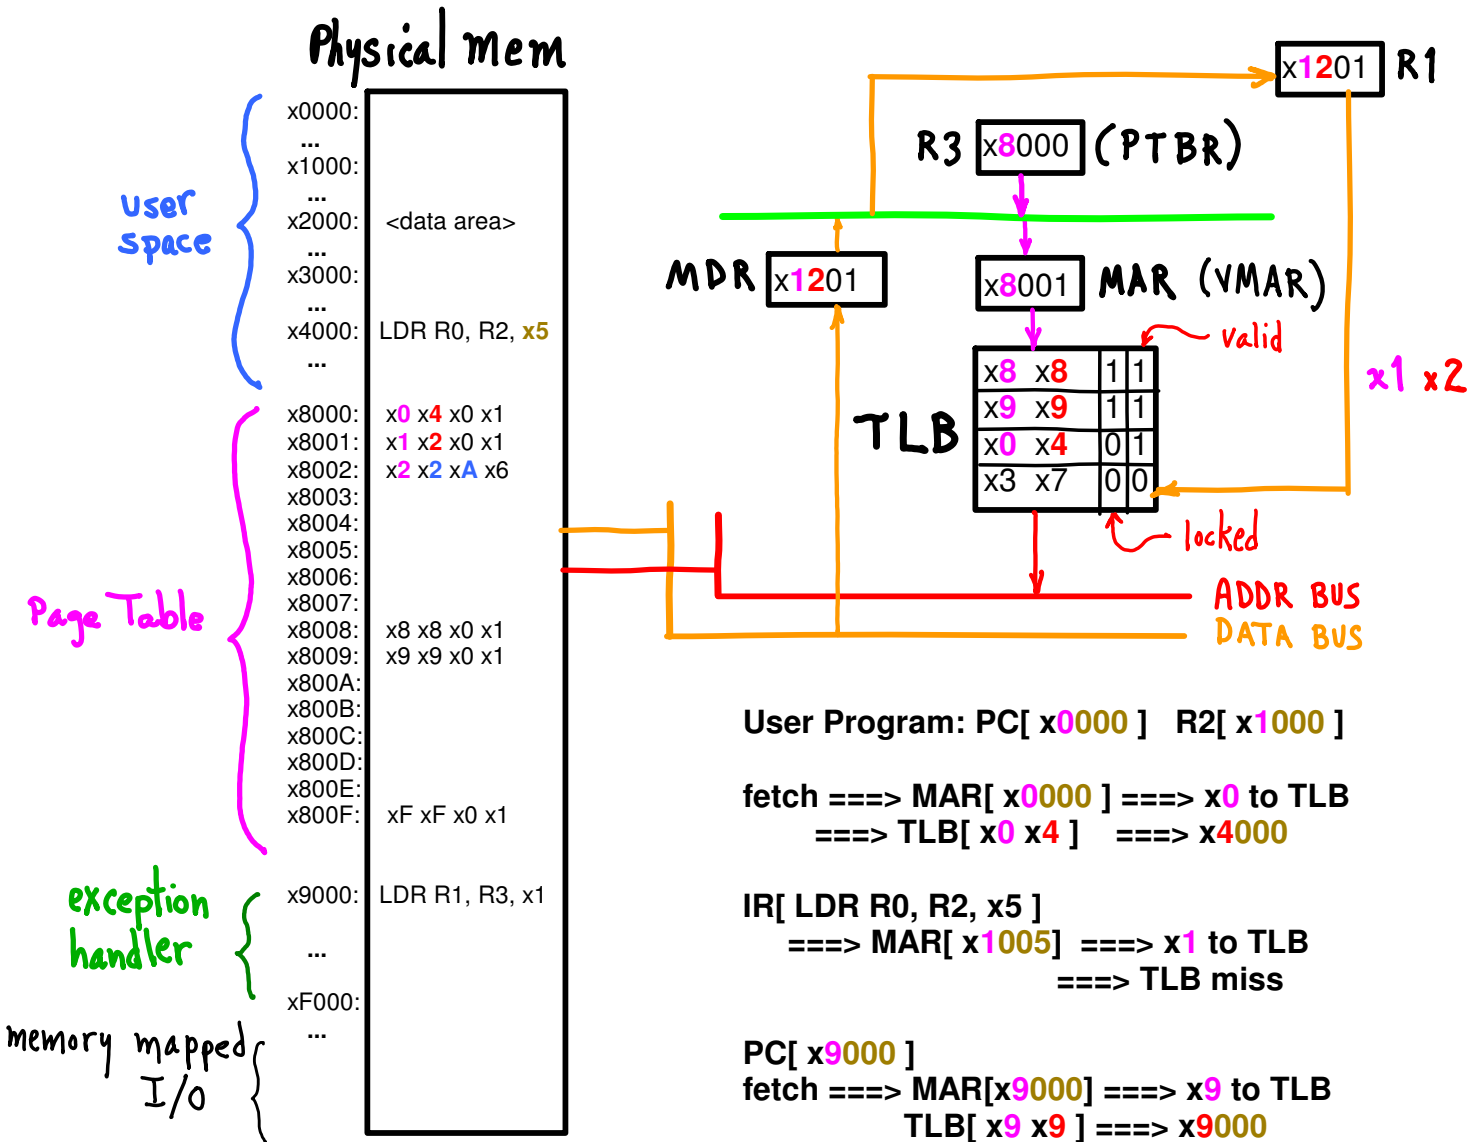 Physical Mem
x0000:
...
x1000:
...
x2000: <data area>
...
x3000:
...
x4000: LDR R0, R2, x5
...
user
space
x8000: x0 x4 x0 x1
x8001: x1 x2 x0 x1
x8002: x2 x2 xA x6
x8003:
x8004:
x8005:
x8006:
x8007:
x8008: x8 x8 x0 x1
x8009: x9 x9 x0 x1
x800A:
x800B:
x800C:
x800D:
x800E:
x800F: xF xF x0 x1
Page Table
x9000: LDR R1, R3, x1
...
exception
handler
xF000:
...
memory mapped
I/O
x1201 R1
R3 x8000 (PTBR)
MDR x1201
x8001 MAR (VMAR)
valid
TLB
x8 x8 1 1
x9 x9 1 1
x0 x4 0 1
x3 x7 0 0
locked
x1 x2
ADDR BUS
DATA BUS
User Program: PC[ x0000 ] R2[ x1000 ]
fetch ===> MAR[ x0000 ] ===> x0 to TLB
===> TLB[ x0 x4 ] ===> x4000
IR[ LDR R0, R2, x5 ]
===> MAR[ x1005] ===> x1 to TLB
===> TLB miss
PC[ x9000 ]
fetch ===> MAR[x9000] ===> x9 to TLB
TLB[ x9 x9 ] ===> x9000